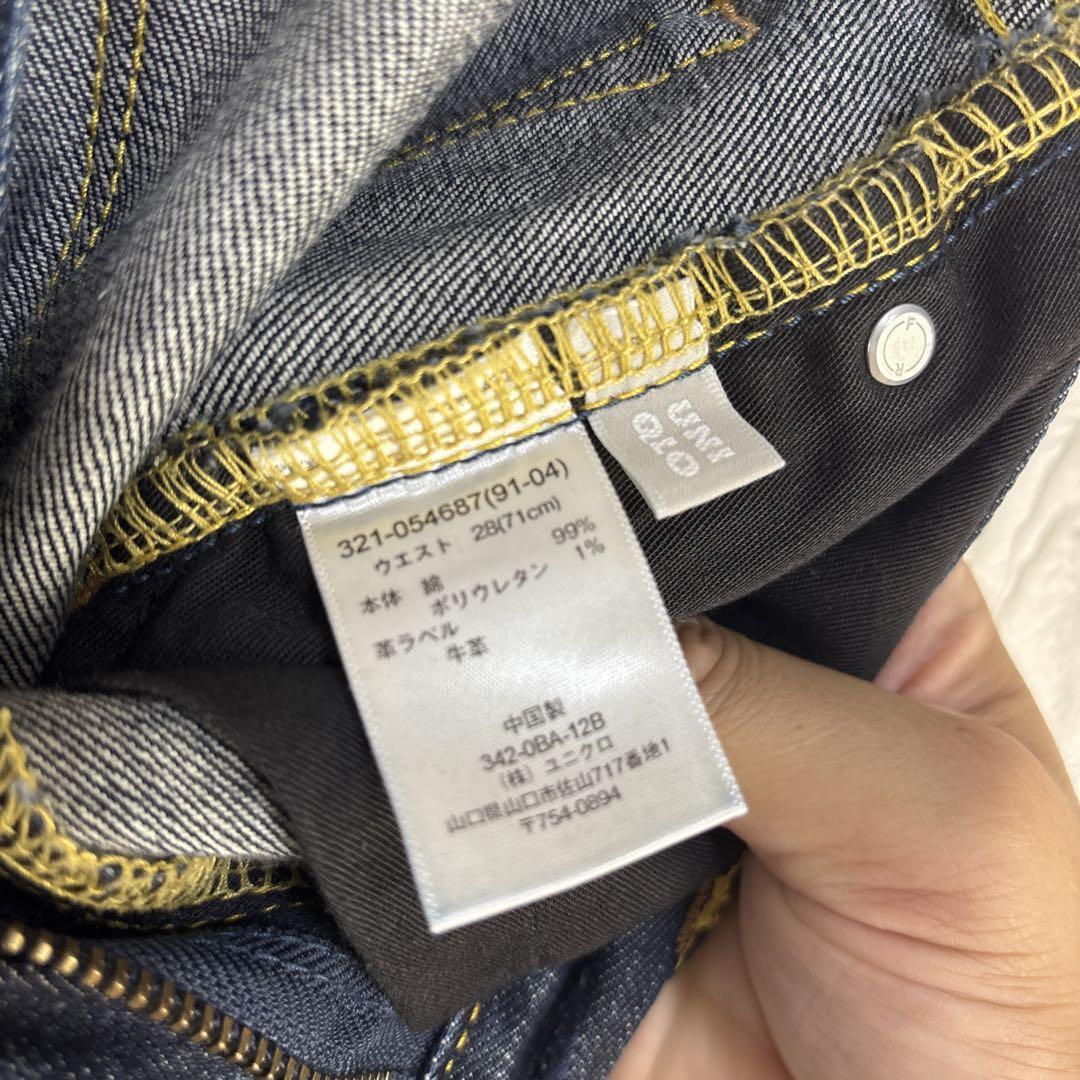 321-054687(91-04)
ウエスト 28(71cm)
本体 綿 99%
ポリウレタン 1%
革ラベル
牛革
中国製
342-0BA-12B
(株) ユニクロ
山口県山口市佐山717番地1
〒754-0894
UNI
QLO
F
R